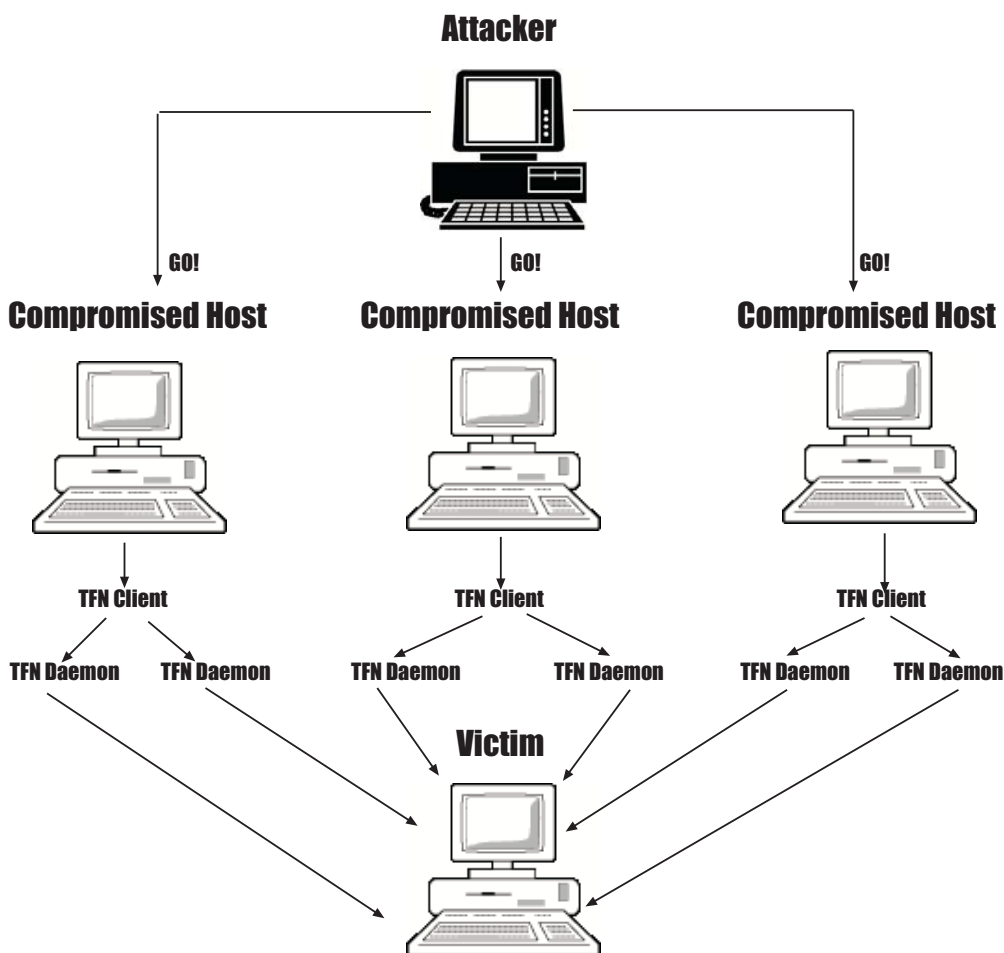 Attacker
GO! GO! GO!
Compromised Host Compromised Host Compromised Host
TFN Client TFN Client TFN Client
TFN Daemon TFN Daemon TFN Daemon TFN Daemon TFN Daemon TFN Daemon
Victim